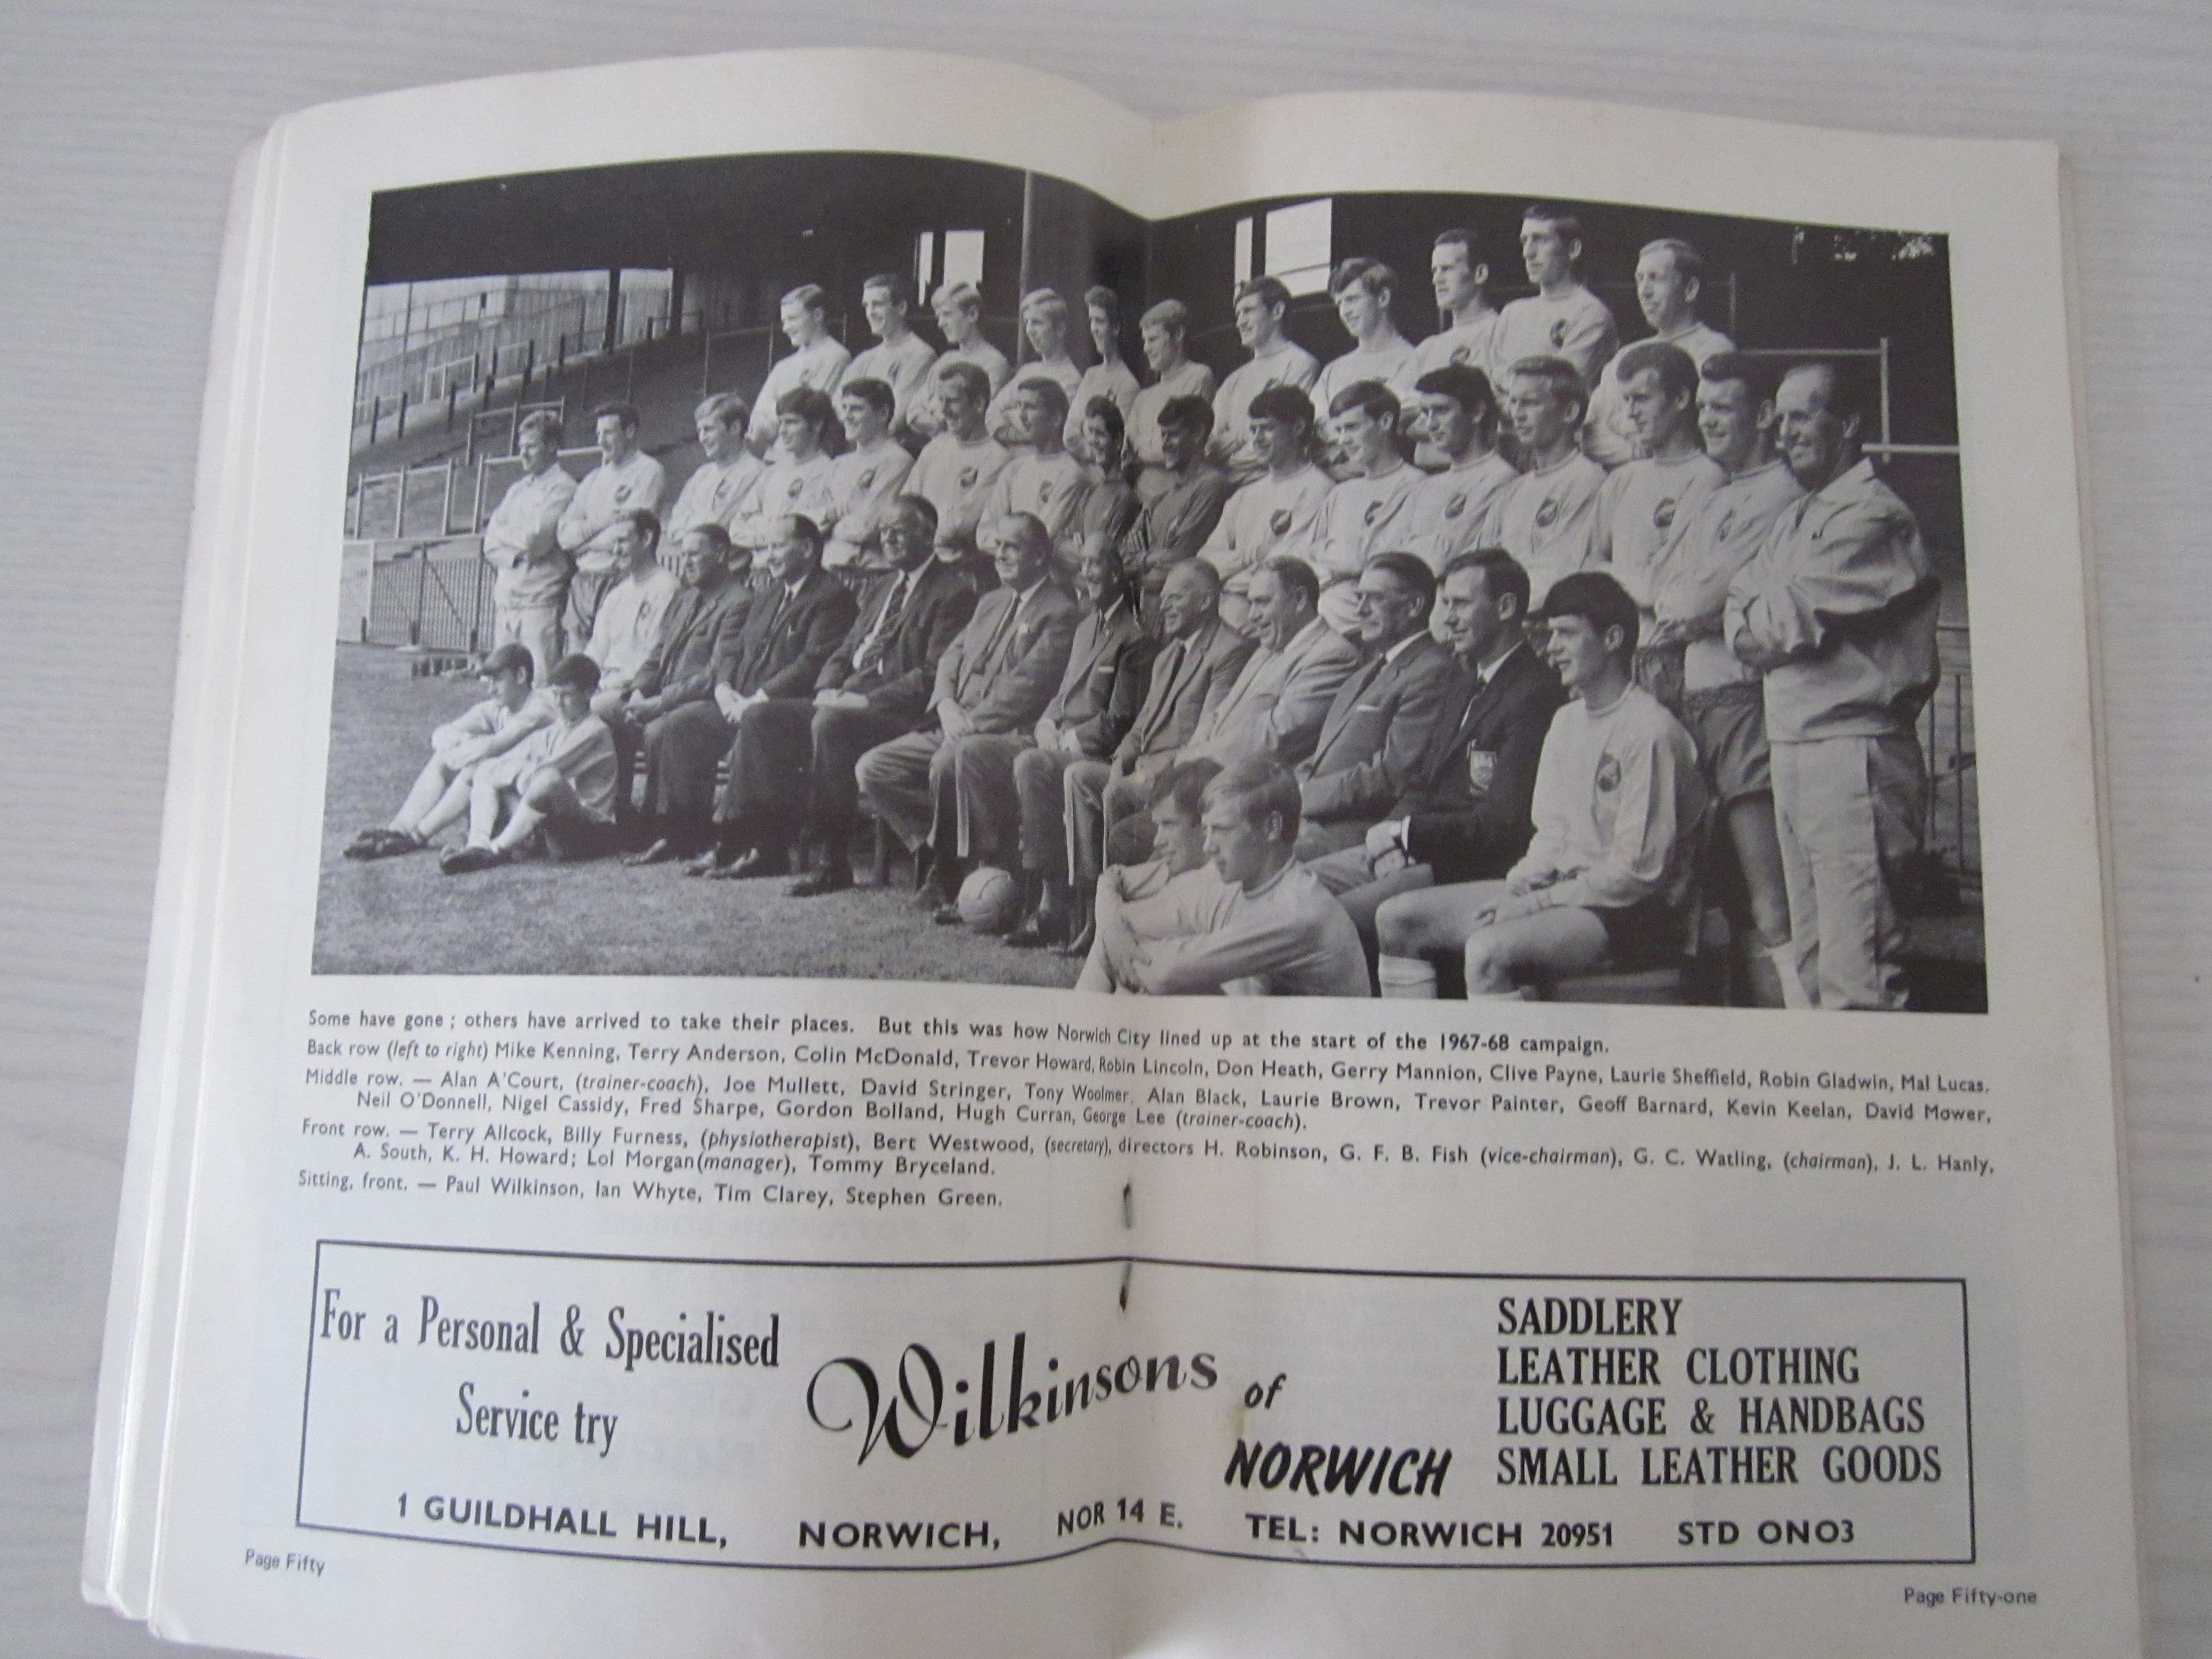 Some have gone ; others have arrived to take their places. But this was how Norwich City lined up at the start of the 1967-68 campaign.
Back row (left to right) Mike Kenning, Terry Anderson, Colin McDonald, Trevor Howard, Robin Lincoln, Don Heath, Gerry Mannion, Clive Payne, Laurie Sheffield, Robin Gladwin, Mal Lucas.
Middle row. — Alan A'Court, (trainer-coach), Joe Mullett, David Stringer, Tony Woolmer, Alan Black, Laurie Brown, Trevor Painter, Geoff Barnard, Kevin Keelan, David Mower,
Neil O'Donnell, Nigel Cassidy, Fred Sharpe, Gordon Bolland, Hugh Curran, George Lee (trainer-coach).
Front row. — Terry Allcock, Billy Furness, (physiotherapist), Bert Westwood, (secretary), directors H. Robinson, G. F. B. Fish (vice-chairman), G. C. Watling, (chairman), J. L. Hanly,
A. South, K. H. Howard; Lol Morgan(manager), Tommy Bryceland.
Sitting, front. — Paul Wilkinson, Ian Whyte, Tim Clarey, Stephen Green.
For a Personal & Specialised
Service try
Wilkinsons of
NORWICH
SADDLERY
LEATHER CLOTHING
LUGGAGE & HANDBAGS
SMALL LEATHER GOODS
1 GUILDHALL HILL, NORWICH, NOR 14 E. TEL: NORWICH 20951 STD ONO3
Page Fifty
Page Fifty-one